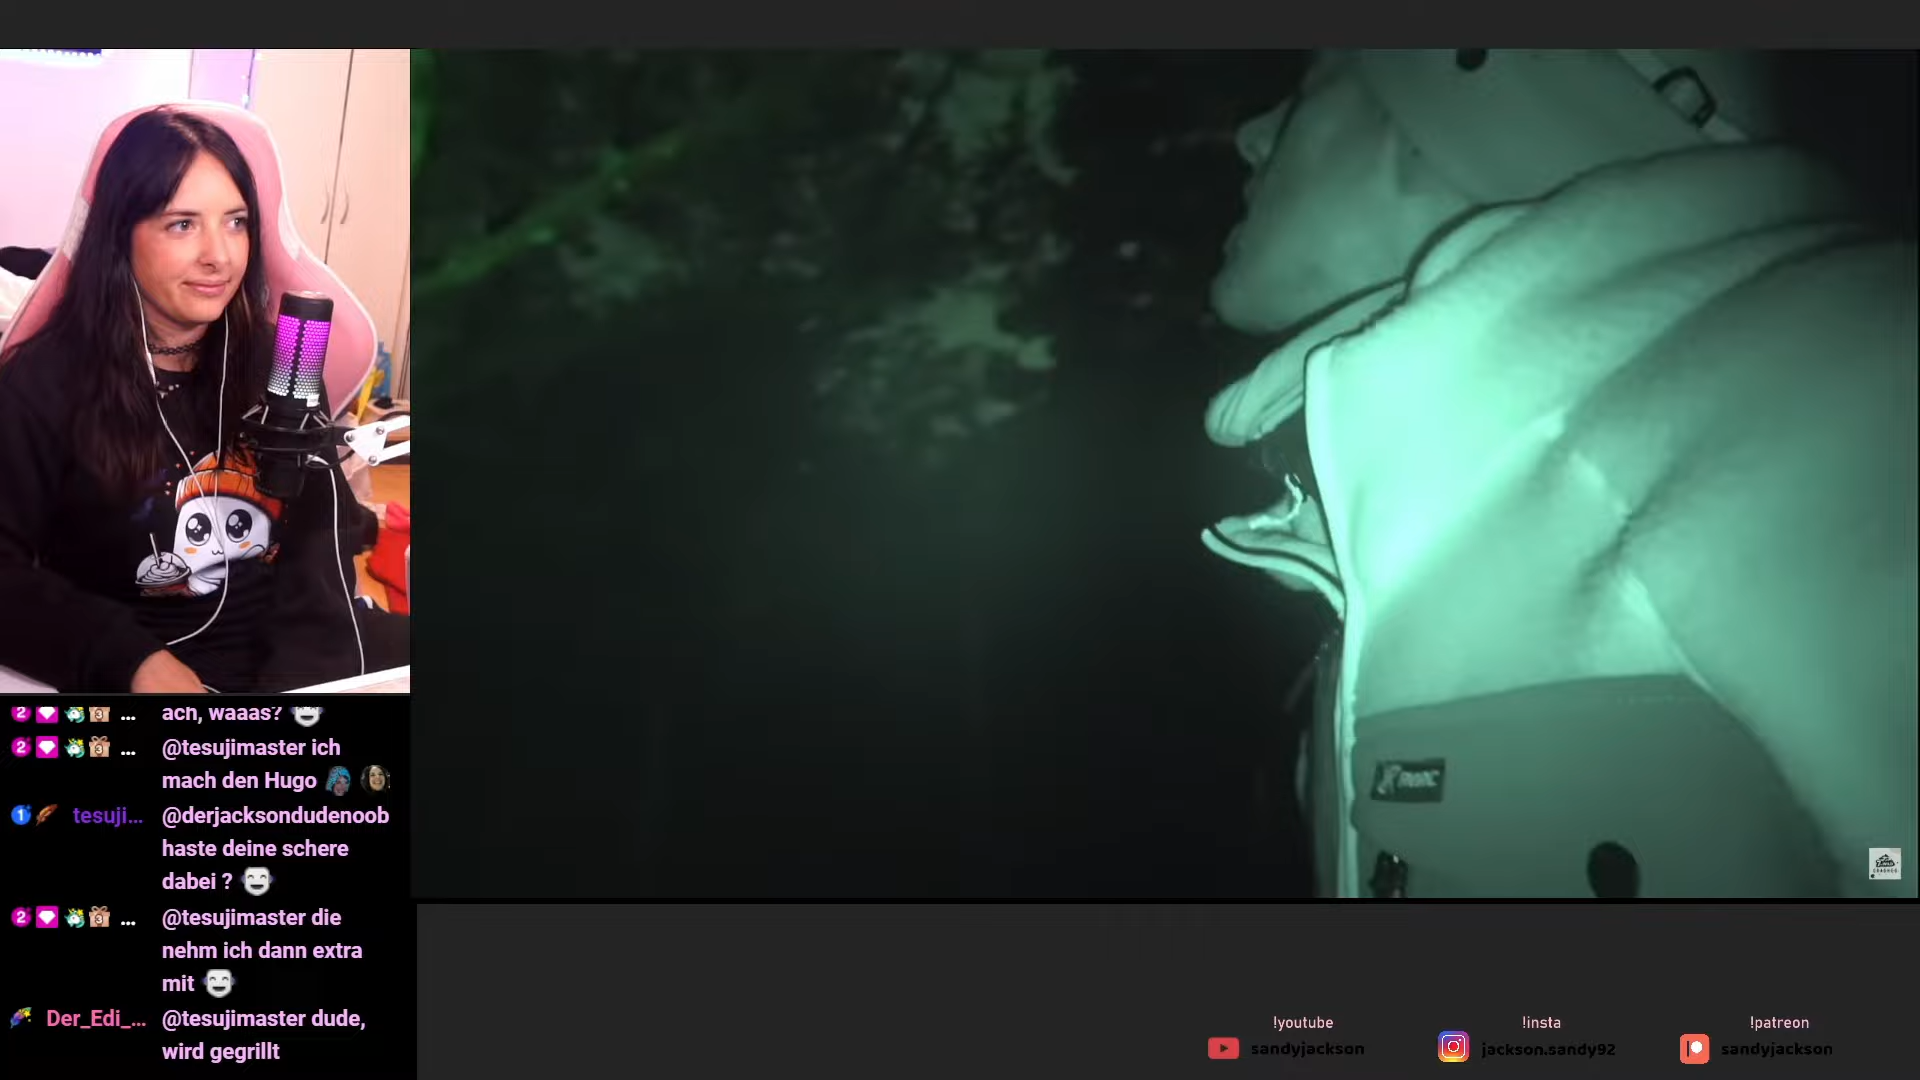 ach, waaas?
@tesujimaster ich
mach den Hugo
tesuji... @derjacksondudenoob
haste deine schere
dabei ?
@tesujimaster die
nehm ich dann extra
mit
Der_Edi_... @tesujimaster dude,
wird gegrillt
!youtube
sandyjackson
!insta
jackson.sandy92
!patreon
sandyjackson